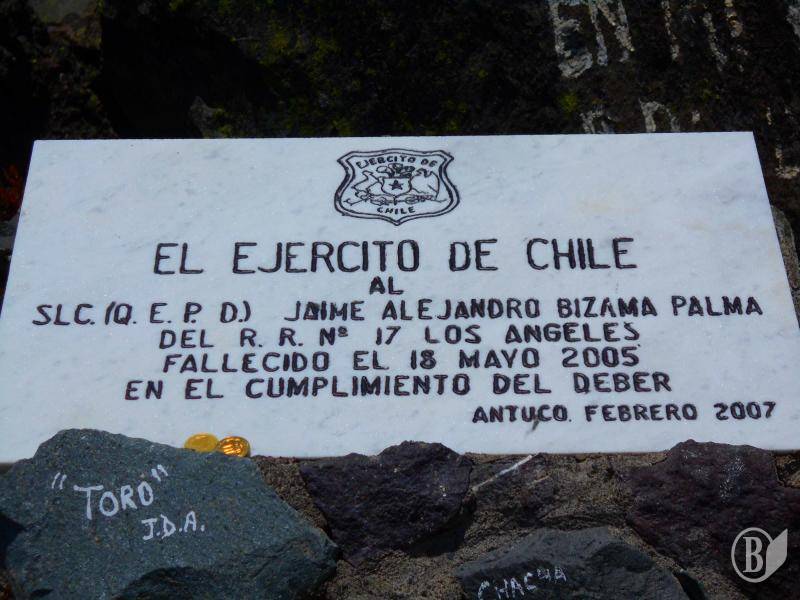 EJERCITO DE
CHILE
EL EJERCITO DE CHILE
AL
SLC. (Q. E. P. D.) JAIME ALEJANDRO BIZAMA PALMA
DEL R. R. Nº 17 LOS ANGELES
FALLECIDO EL 18 MAYO 2005
EN EL CUMPLIMIENTO DEL DEBER
ANTUCO. FEBRERO 2007
"TORO"
J.D.A.
CHACHA
B